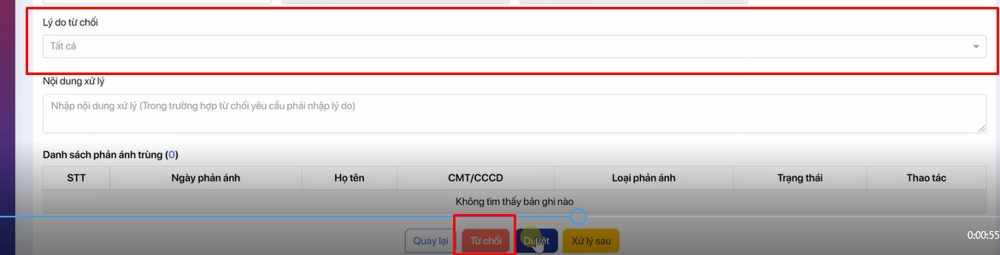 Lý do từ chối
Tất cả
Nội dung xử lý
Nhập nội dung xử lý (Trong trường hợp từ chối yêu cầu phải nhập lý do)
Danh sách phản ánh trùng (0)
STT Ngày phản ánh Họ tên CMT/CCCD Loại phản ánh Trạng thái Thao tác
Không tìm thấy bản ghi nào
Quay lại Từ chối Xử lý sau
0:00:55